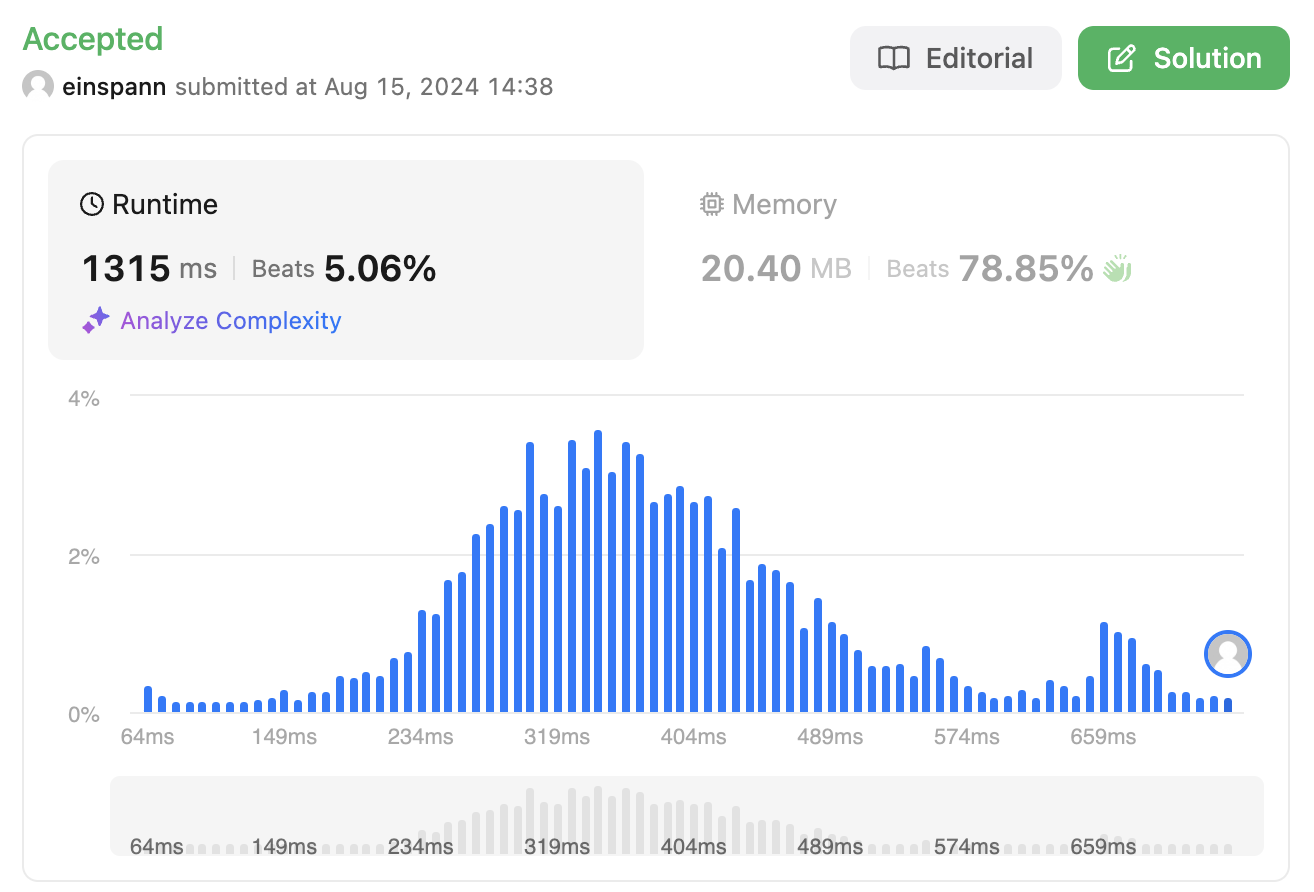 Accepted
Editorial
Solution
einspann submitted at Aug 15, 2024 14:38
Runtime
1315 ms Beats 5.06%
Analyze Complexity
Memory
20.40 MB Beats 78.85%
4%
2%
0%
64ms 149ms 234ms 319ms 404ms 489ms 574ms 659ms
64ms 149ms 234ms 319ms 404ms 489ms 574ms 659ms